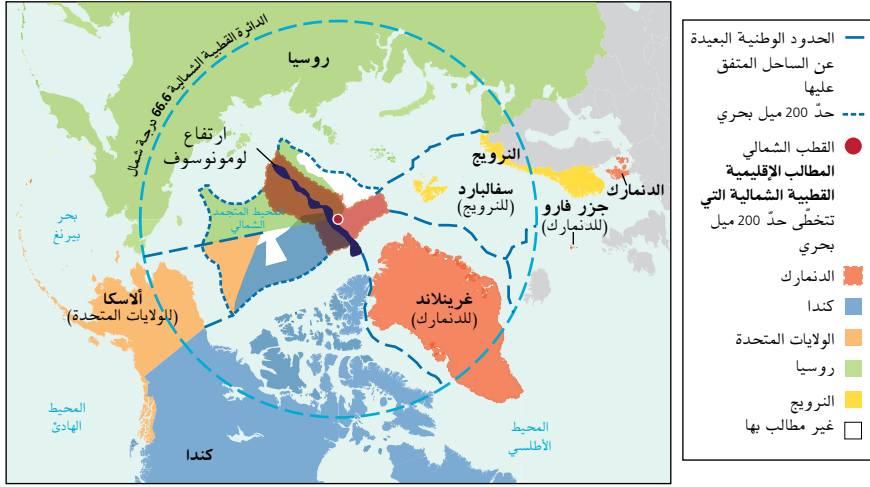 روسيا
الدائرة القطبية الشمالية 66.6 درجة شمال
ارتفاع
لومونوسوف
النرويج
الدنمارك
سفالبارد
(للنرويج)
جزر فارو
(للدنمارك)
المحيط المتجمد
الشمالي
بحر
بيرنغ
ألاسكا
(للولايات المتحدة)
غرينلاند
(للدنمارك)
المحيط
الهادئ
كندا
المحيط
الأطلسي
الحدود الوطنية البعيدة
عن الساحل المتفق
عليها
حدّ 200 ميل بحري
القطب الشمالي
المطالب الإقليمية
القطبية الشمالية التي
تتخطّى حدّ 200 ميل
بحري
الدنمارك
كندا
الولايات المتحدة
روسيا
النرويج
غير مطالب بها